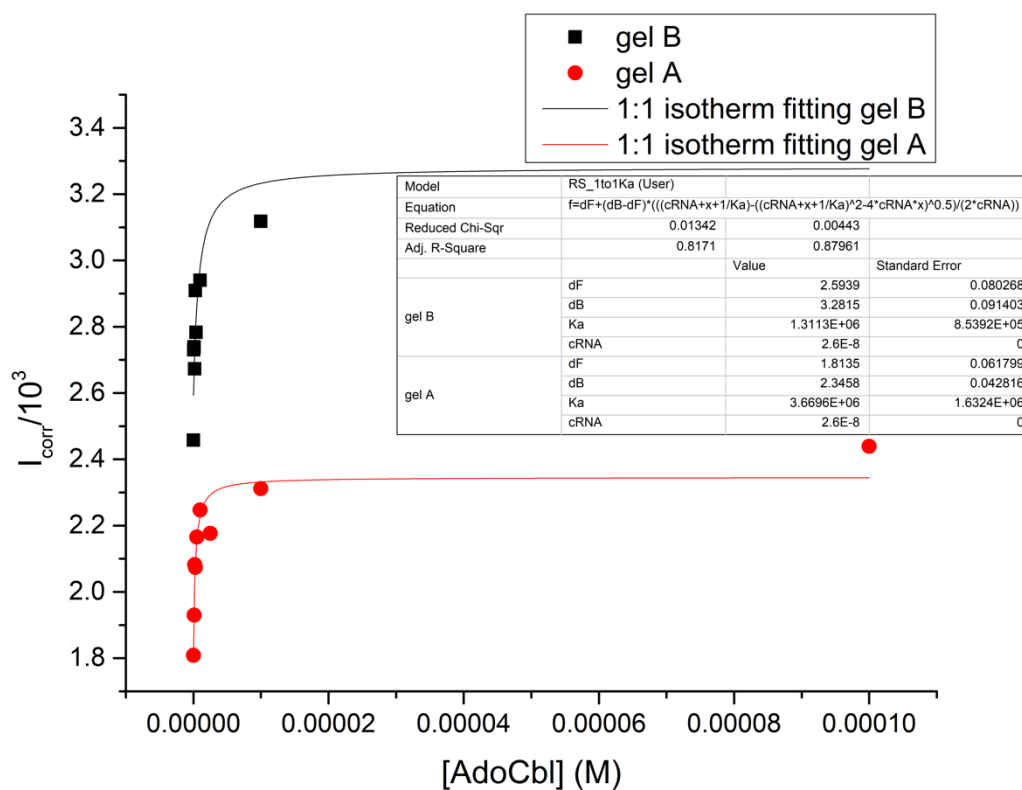 gel B
gel A
1:1 isotherm fitting gel B
1:1 isotherm fitting gel A
Model RS_1to1Ka (User)
Equation f=dF+(dB-dF)*(((cRNA+x+1/Ka)-((cRNA+x+1/Ka)^2-4*cRNA*x)^0.5)/(2*cRNA))
Reduced Chi-Sqr 0.01342 0.00443
Adj. R-Square 0.8171 0.87961
Value Standard Error
gel B dF 2.5939 0.080268
dB 3.2815 0.091403
Ka 1.3113E+06 8.5392E+05
cRNA 2.6E-8 0
gel A dF 1.8135 0.061799
dB 2.3458 0.042816
Ka 3.6696E+06 1.6324E+06
cRNA 2.6E-8 0
3.4
3.2
3.0
2.8
2.6
2.4
2.2
2.0
1.8
I_corr/10^3
0.00000 0.00002 0.00004 0.00006 0.00008 0.00010
[AdoCbl] (M)